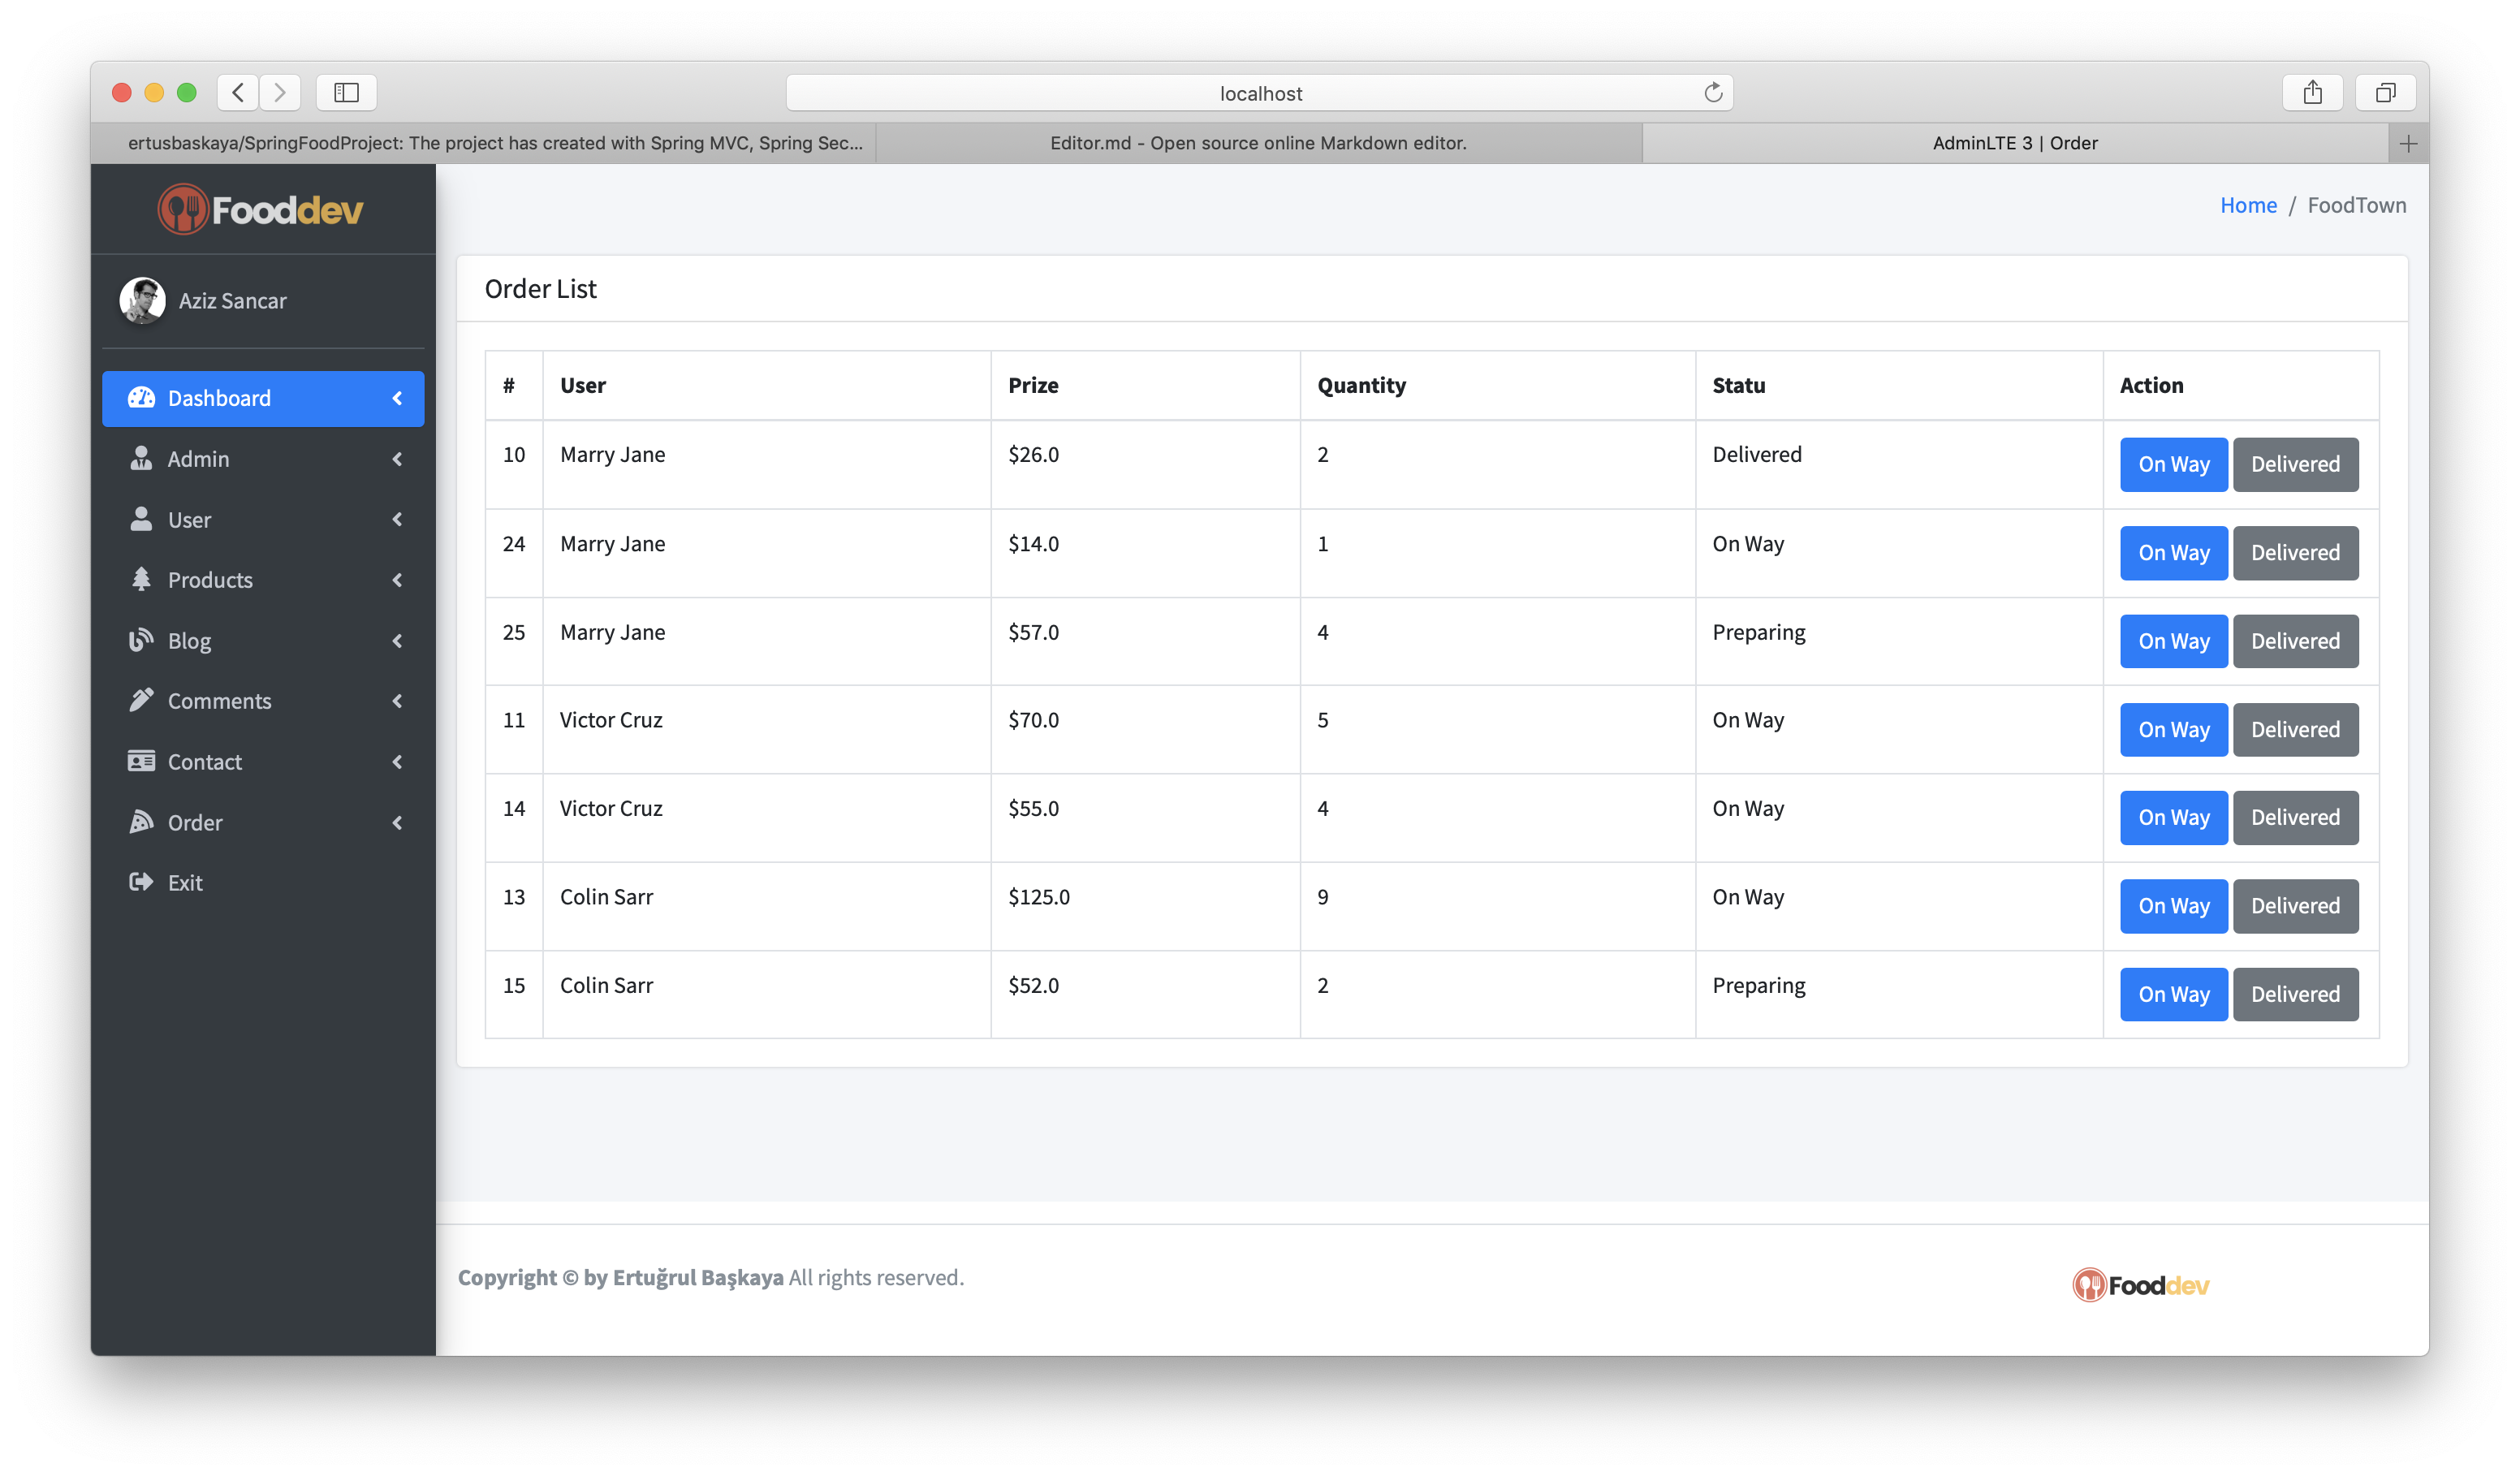 localhost
ertusbaskaya/SpringFoodProject: The project has created with Spring MVC, Spring Sec...
Editor.md - Open source online Markdown editor.
AdminLTE 3 | Order
Fooddev
Home / FoodTown
Aziz Sancar
Dashboard
Admin
User
Products
Blog
Comments
Contact
Order
Exit
Order List
# User Prize Quantity Statu Action
10 Marry Jane $26.0 2 Delivered On Way Delivered
24 Marry Jane $14.0 1 On Way On Way Delivered
25 Marry Jane $57.0 4 Preparing On Way Delivered
11 Victor Cruz $70.0 5 On Way On Way Delivered
14 Victor Cruz $55.0 4 On Way On Way Delivered
13 Colin Sarr $125.0 9 On Way On Way Delivered
15 Colin Sarr $52.0 2 Preparing On Way Delivered
Copyright © by Ertuğrul Başkaya All rights reserved.
Fooddev